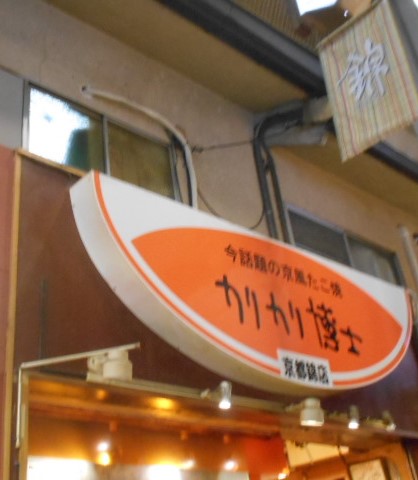 錦
今話題の京風たこ焼
カリカリ博士
京都錦店